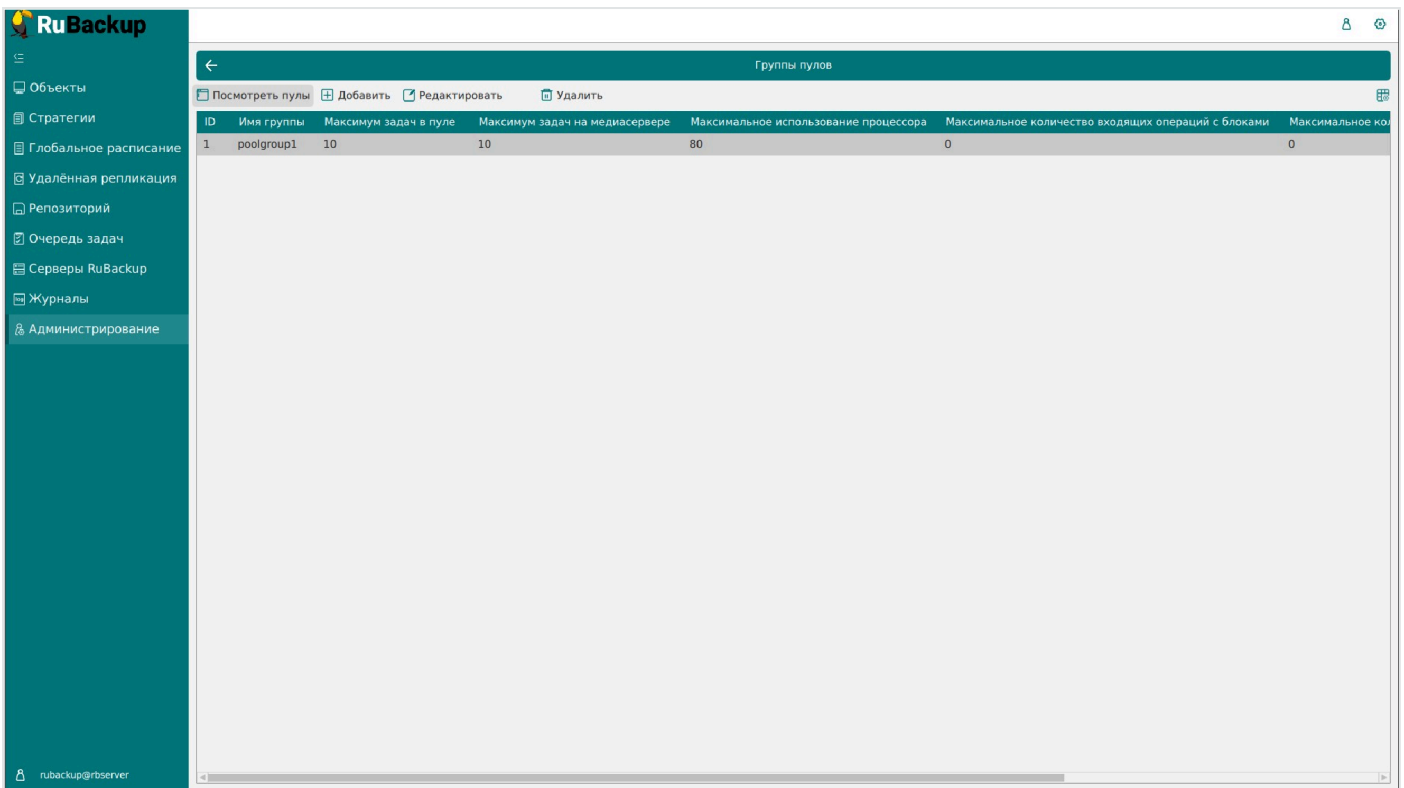 RuBackup
Группы пулов
Объекты
Стратегии
Глобальное расписание
Удалённая репликация
Репозиторий
Очередь задач
Серверы RuBackup
Журналы
Администрирование
rubackup@rbserver
Посмотреть пулы Добавить Редактировать Удалить
ID Имя группы Максимум задач в пуле Максимум задач на медиасервере Максимальное использование процессора Максимальное количество входящих операций с блоками Максимальное
1 poolgroup1 10 10 80 0 0